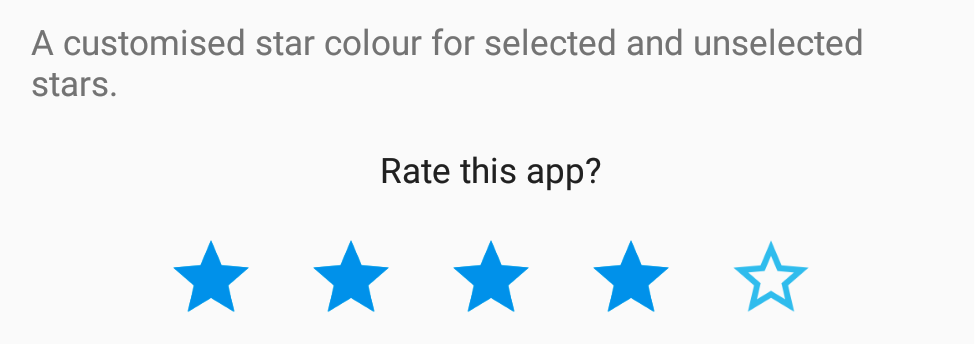 A customised star colour for selected and unselected
stars.
Rate this app?